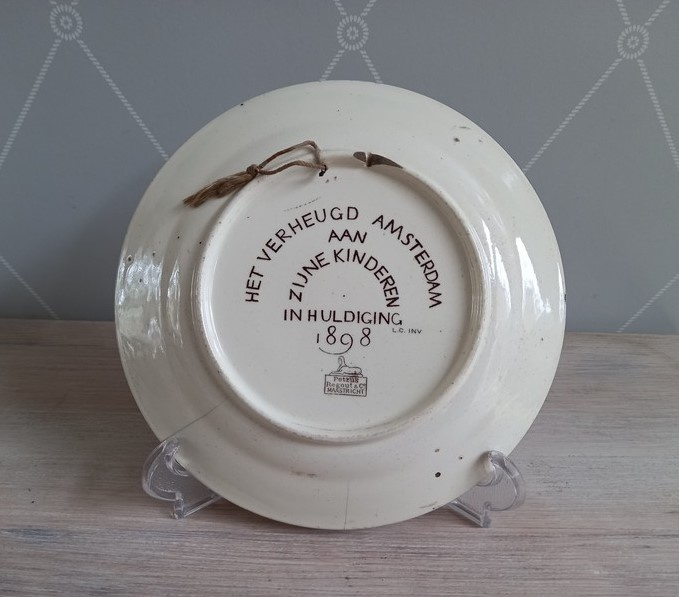 HET VERHEUGD AMSTERDAM
AAN
ZIJNE KINDEREN
IN HULDIGING
L.C. INV
1898
Petrus
Regout & Co
MAASTRICHT